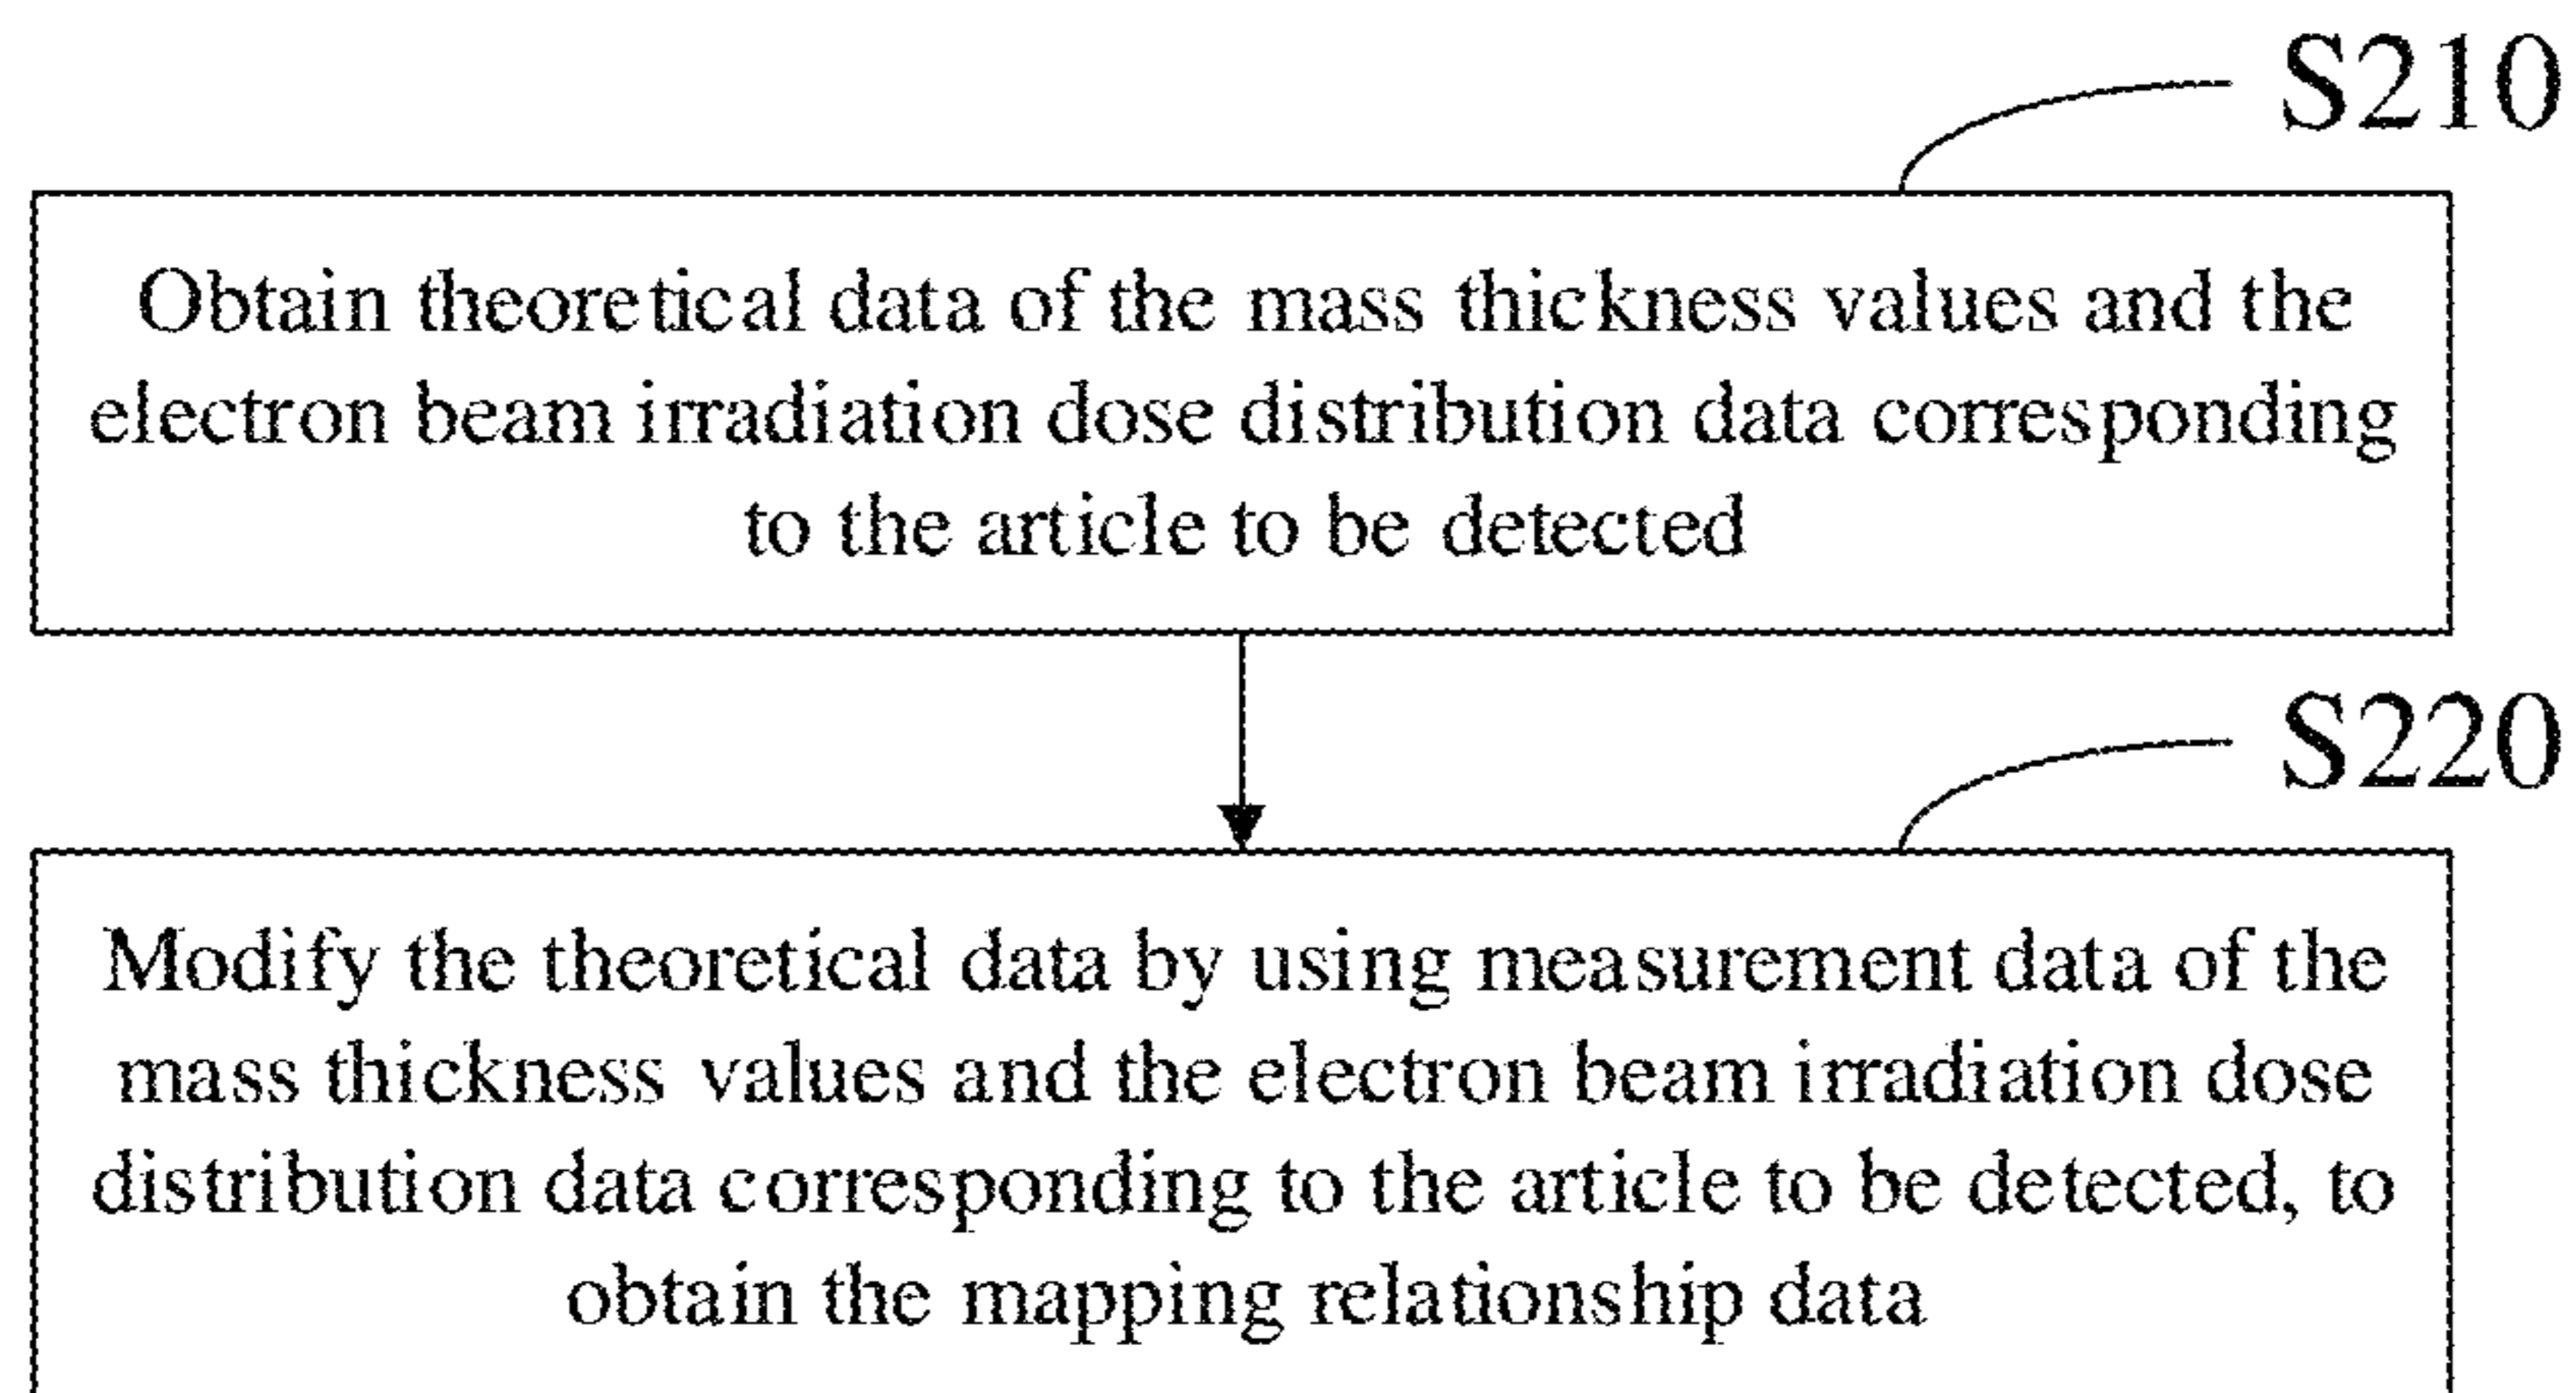 S210
Obtain theoretical data of the mass thickness values and the
electron beam irradiation dose distribution data corresponding
to the article to be detected
S220
Modify the theoretical data by using measurement data of the
mass thickness values and the electron beam irradiation dose
distribution data corresponding to the article to be detected, to
obtain the mapping relationship data